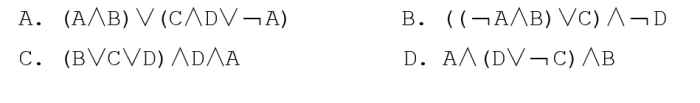 A. (A∧B)∨(C∧D∨¬A) B. ((¬A∧B)∨C)∧¬D
C. (B∨C∨D)∧D∧A D. A∧(D∨¬C)∧B